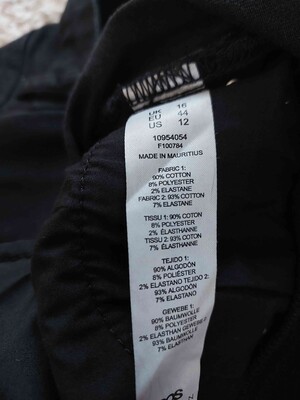 UK 16
EU 44
US 12
10954054
F100784
MADE IN MAURITIUS
FABRIC 1:
90% COTTON
8% POLYESTER
2% ELASTANE
FABRIC 2: 93% COTTON
7% ELASTANE
TISSU 1: 90% COTON
8% POLYESTER
2% ÉLASTHANNE
TISSU 2: 93% COTON
7% ÉLASTHANNE
TEJIDO 1:
90% ALGODÓN
8% POLIÉSTER
2% ELASTANO TEJIDO 2:
93% ALGODÓN
7% ELASTANO
GEWEBE 1:
90% BAUMWOLLE
8% POLYESTER
2% ELASTHAN GEWEBE 2:
93% BAUMWOLLE
7% ELASTHAN